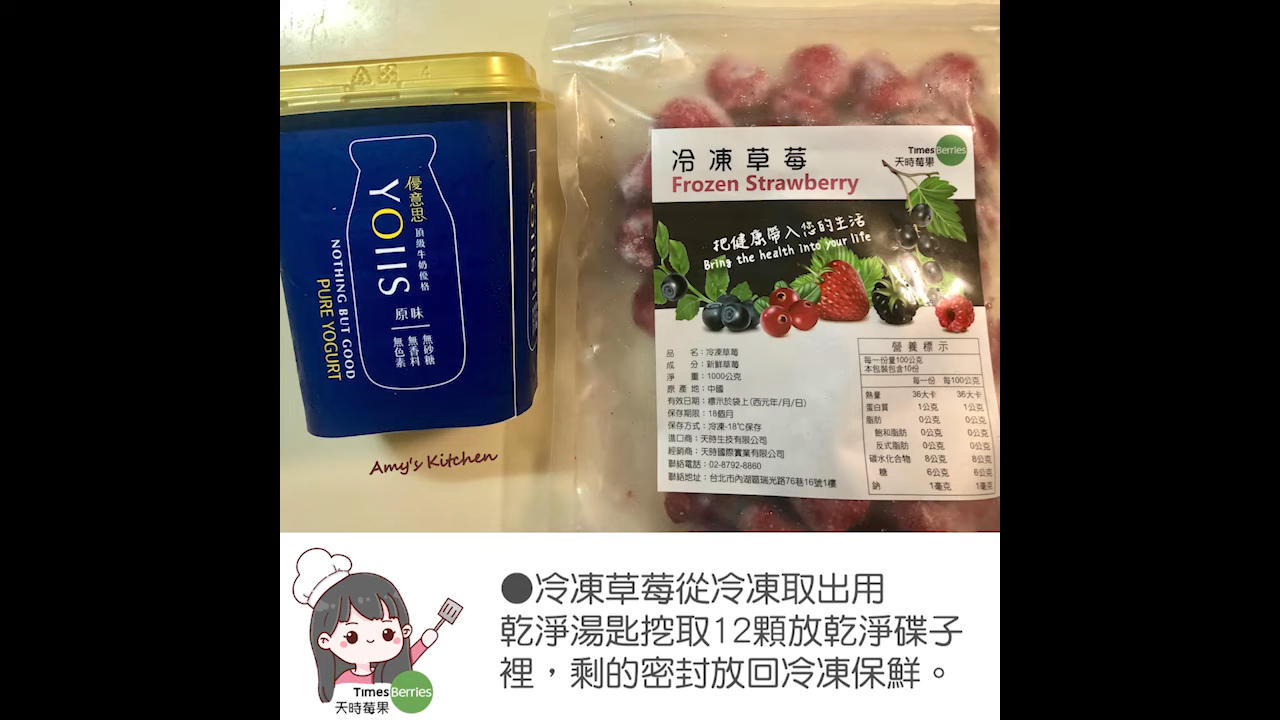 優意思
YOIIS
頂級牛奶優格
原味
無砂糖
無香料
無色素
NOTHING BUT GOOD
PURE YOGURT
Amy's Kitchen
冷凍草莓
Frozen Strawberry
Times Berries
天時莓果
把健康帶入您的生活
Bring the health into your life
品名：冷凍草莓
成分：新鮮草莓
淨重：1000公克
原產地：中國
有效日期：標示於袋上(西元年/月/日)
保存期限：18個月
保存方式：冷凍-18℃保存
進口商：天時生技有限公司
經銷商：天時國際實業有限公司
聯絡電話：02-8792-8860
聯絡地址：台北市內湖區瑞光路76巷16號1樓
營養標示
每一份量100公克
本包裝包含10份
每一份 每100公克
熱量 36大卡 36大卡
蛋白質 1公克 1公克
脂肪 0公克 0公克
飽和脂肪 0公克 0公克
反式脂肪 0公克 0公克
碳水化合物 8公克 8公克
糖 6公克 6公克
鈉 1毫克 1毫克
●冷凍草莓從冷凍取出用
乾淨湯匙挖取12顆放乾淨碟子
裡，剩的密封放回冷凍保鮮。
Times Berries
天時莓果